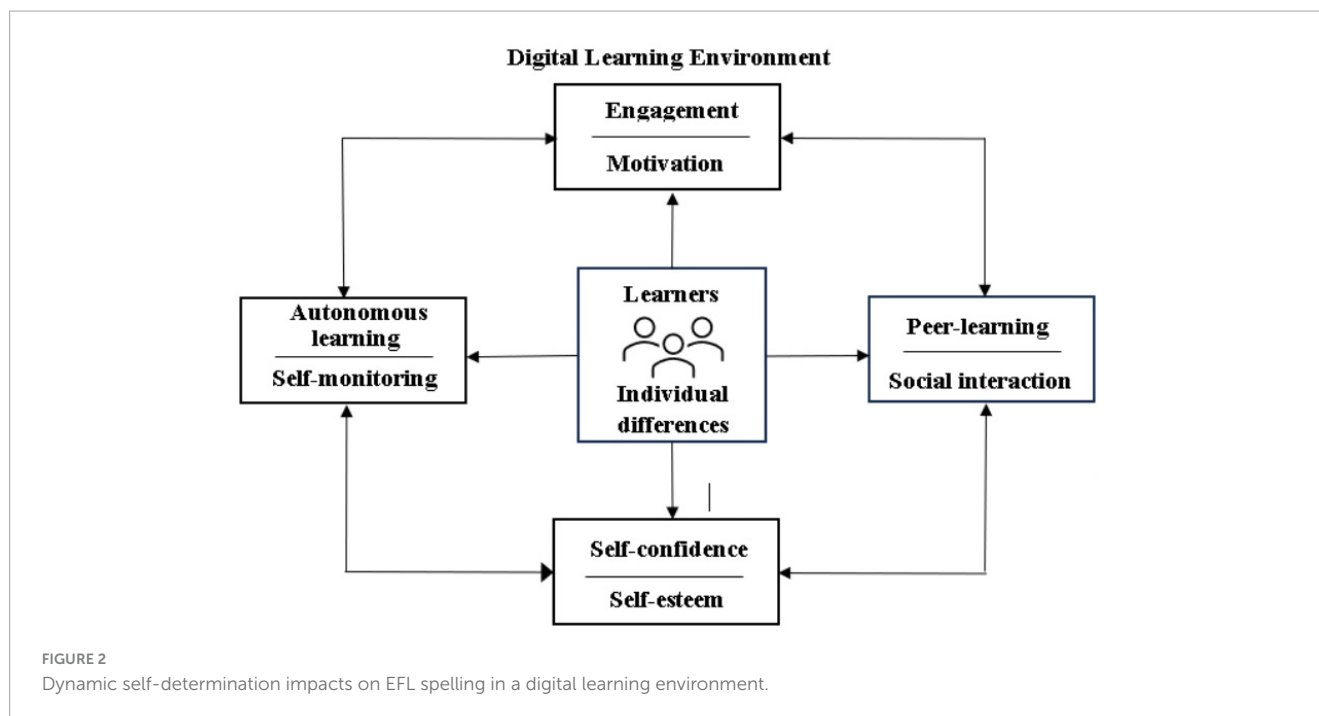 Digital Learning Environment
Engagement
Motivation
Autonomous
learning
Self-monitoring
Learners
Individual
differences
Peer-learning
Social interaction
Self-confidence
Self-esteem
FIGURE 2
Dynamic self-determination impacts on EFL spelling in a digital learning environment.